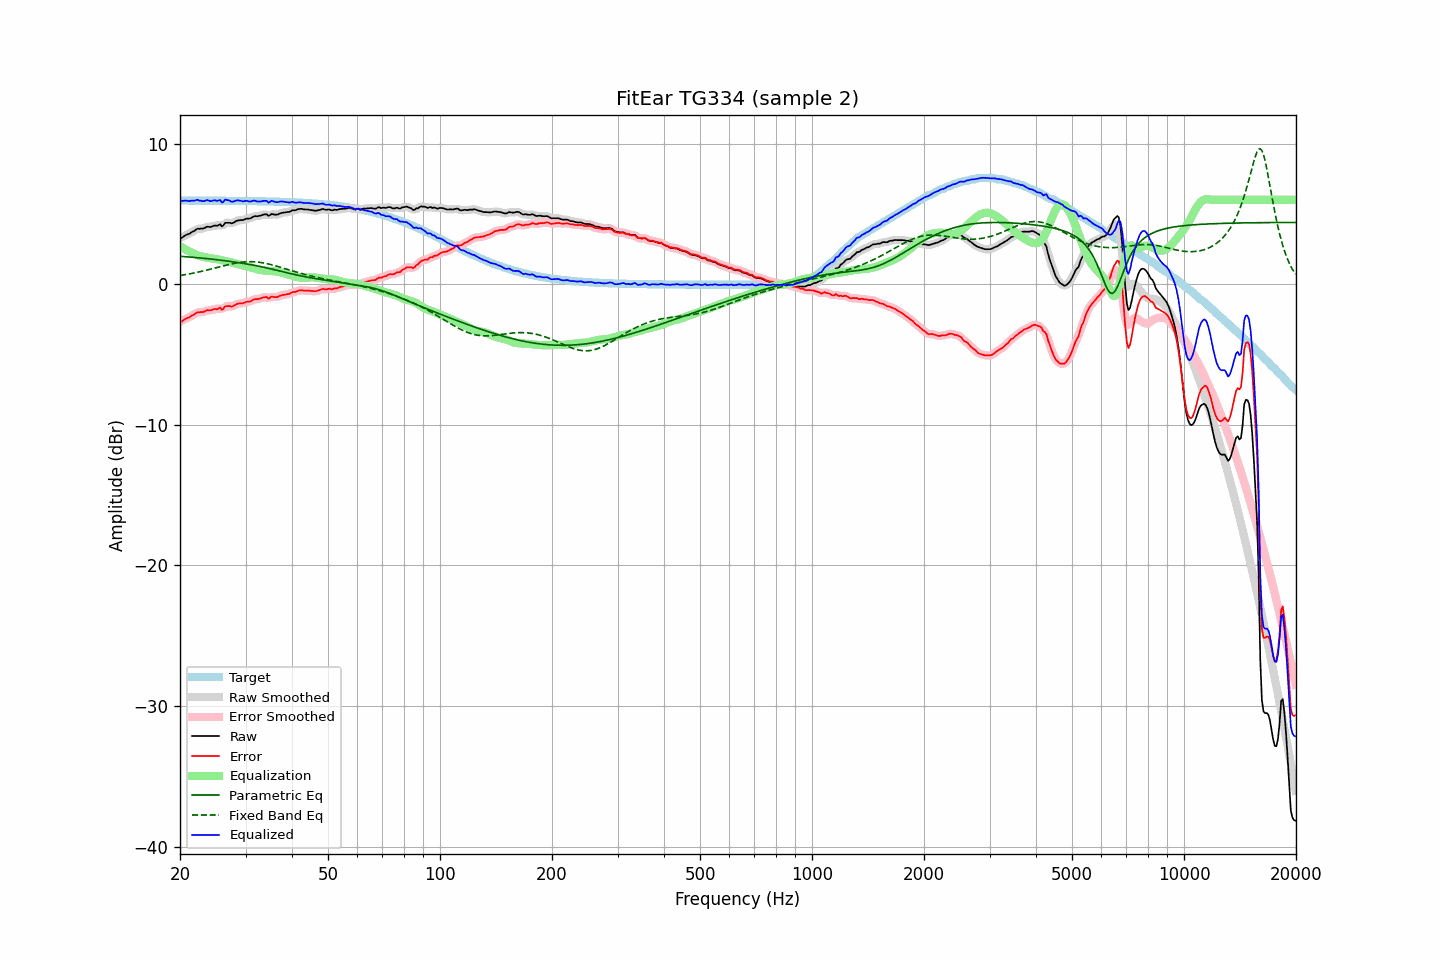 FitEar TG334 (sample 2)
10
0
−10
−20
−30
−40
Amplitude (dBr)
Target
Raw Smoothed
Error Smoothed
Raw
Error
Equalization
Parametric Eq
Fixed Band Eq
Equalized
20 50 100 200 500 1000 2000 5000 10000 20000
Frequency (Hz)